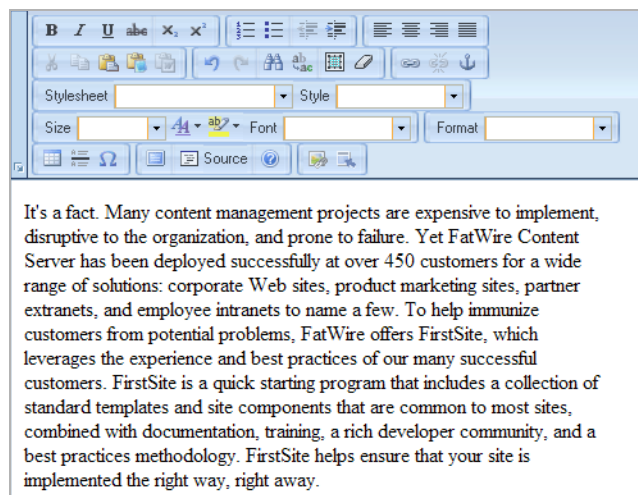 B I U abc X₂ X²
Stylesheet Style
Size Font Format
Source
It's a fact. Many content management projects are expensive to implement,
disruptive to the organization, and prone to failure. Yet FatWire Content
Server has been deployed successfully at over 450 customers for a wide
range of solutions: corporate Web sites, product marketing sites, partner
extranets, and employee intranets to name a few. To help immunize
customers from potential problems, FatWire offers FirstSite, which
leverages the experience and best practices of our many successful
customers. FirstSite is a quick starting program that includes a collection of
standard templates and site components that are common to most sites,
combined with documentation, training, a rich developer community, and a
best practices methodology. FirstSite helps ensure that your site is
implemented the right way, right away.